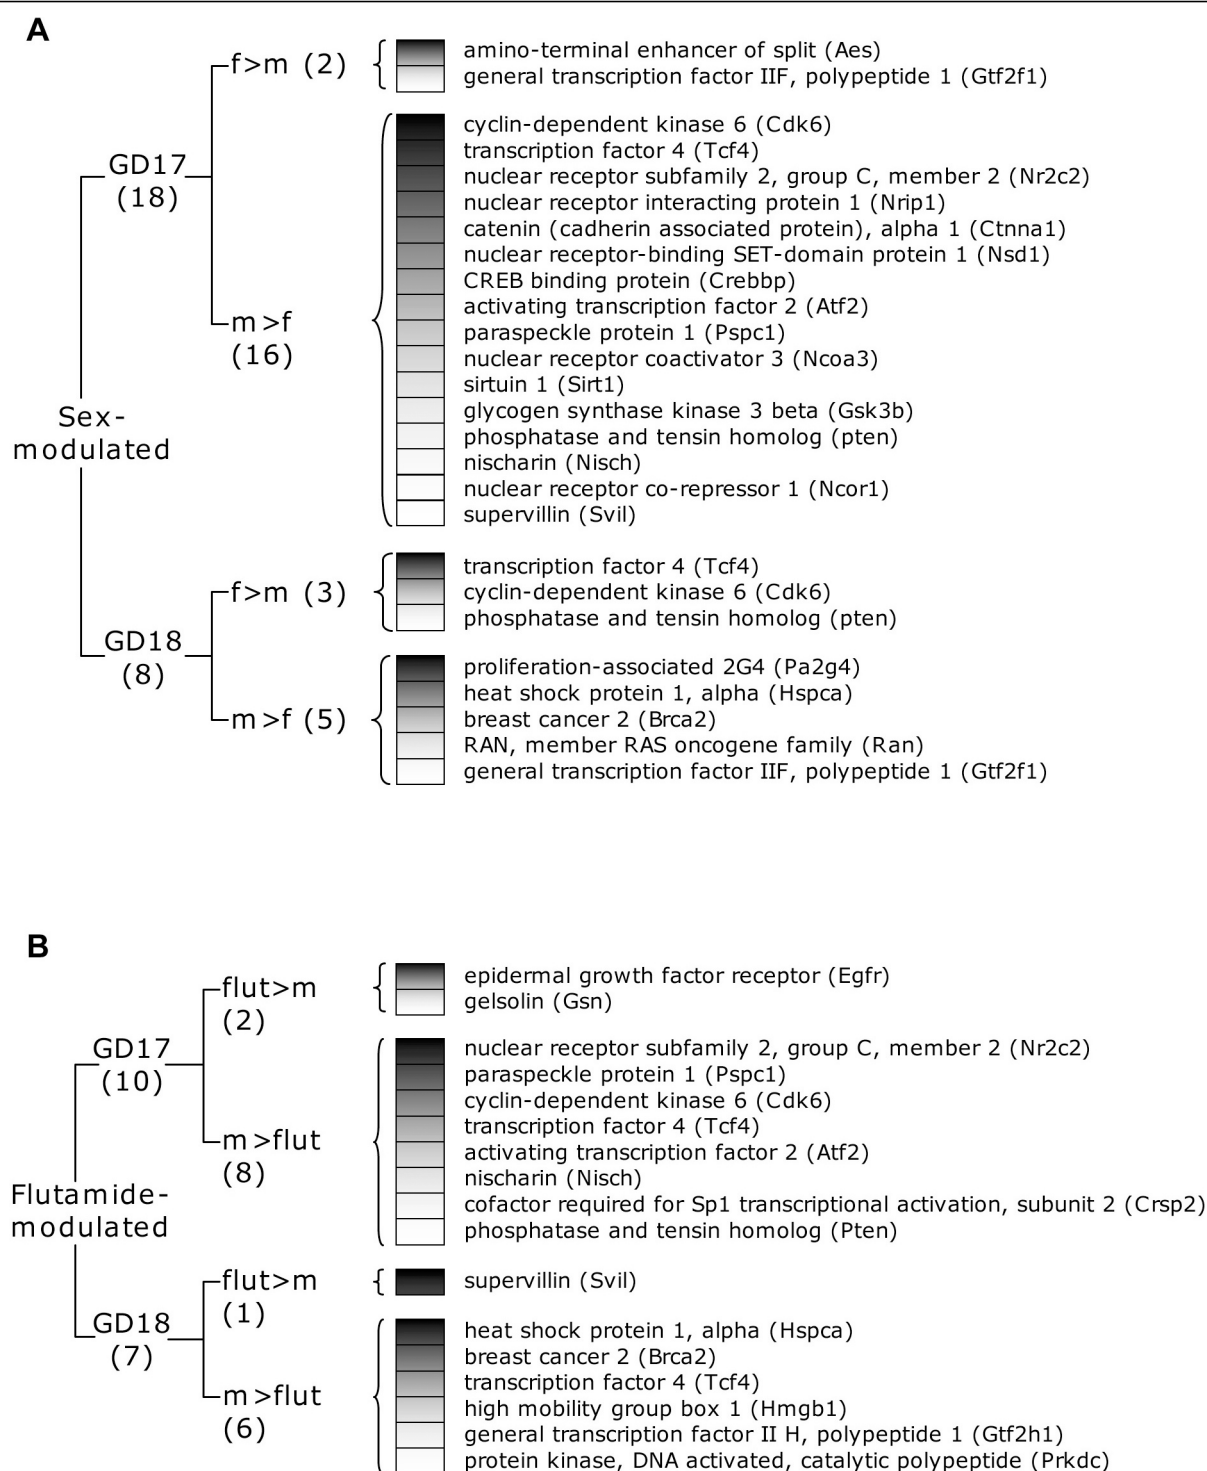 A
f>m (2)
amino-terminal enhancer of split (Aes)
general transcription factor IIF, polypeptide 1 (Gtf2f1)
GD17
(18)
m>f
(16)
cyclin-dependent kinase 6 (Cdk6)
transcription factor 4 (Tcf4)
nuclear receptor subfamily 2, group C, member 2 (Nr2c2)
nuclear receptor interacting protein 1 (Nrip1)
catenin (cadherin associated protein), alpha 1 (Ctnna1)
nuclear receptor-binding SET-domain protein 1 (Nsd1)
CREB binding protein (Crebbp)
activating transcription factor 2 (Atf2)
paraspeckle protein 1 (Pspc1)
nuclear receptor coactivator 3 (Ncoa3)
sirtuin 1 (Sirt1)
glycogen synthase kinase 3 beta (Gsk3b)
phosphatase and tensin homolog (pten)
nischarin (Nisch)
nuclear receptor co-repressor 1 (Ncor1)
supervillin (Svil)
Sex-
modulated
f>m (3)
transcription factor 4 (Tcf4)
cyclin-dependent kinase 6 (Cdk6)
phosphatase and tensin homolog (pten)
GD18
(8)
m>f (5)
proliferation-associated 2G4 (Pa2g4)
heat shock protein 1, alpha (Hspca)
breast cancer 2 (Brca2)
RAN, member RAS oncogene family (Ran)
general transcription factor IIF, polypeptide 1 (Gtf2f1)
B
flut>m
(2)
epidermal growth factor receptor (Egfr)
gelsolin (Gsn)
GD17
(10)
m>flut
(8)
nuclear receptor subfamily 2, group C, member 2 (Nr2c2)
paraspeckle protein 1 (Pspc1)
cyclin-dependent kinase 6 (Cdk6)
transcription factor 4 (Tcf4)
activating transcription factor 2 (Atf2)
nischarin (Nisch)
cofactor required for Sp1 transcriptional activation, subunit 2 (Crsp2)
phosphatase and tensin homolog (Pten)
Flutamide-
modulated
flut>m
(1)
supervillin (Svil)
GD18
(7)
m>flut
(6)
heat shock protein 1, alpha (Hspca)
breast cancer 2 (Brca2)
transcription factor 4 (Tcf4)
high mobility group box 1 (Hmgb1)
general transcription factor II H, polypeptide 1 (Gtf2h1)
protein kinase, DNA activated, catalytic polypeptide (Prkdc)